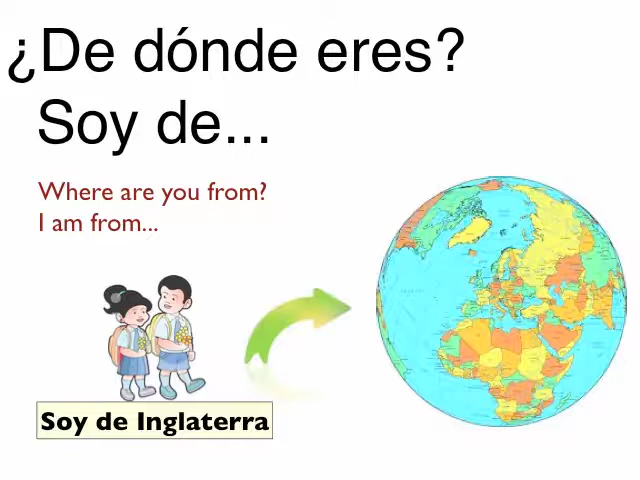 ¿De dónde eres?
Soy de...
Where are you from?
I am from...
Soy de Inglaterra